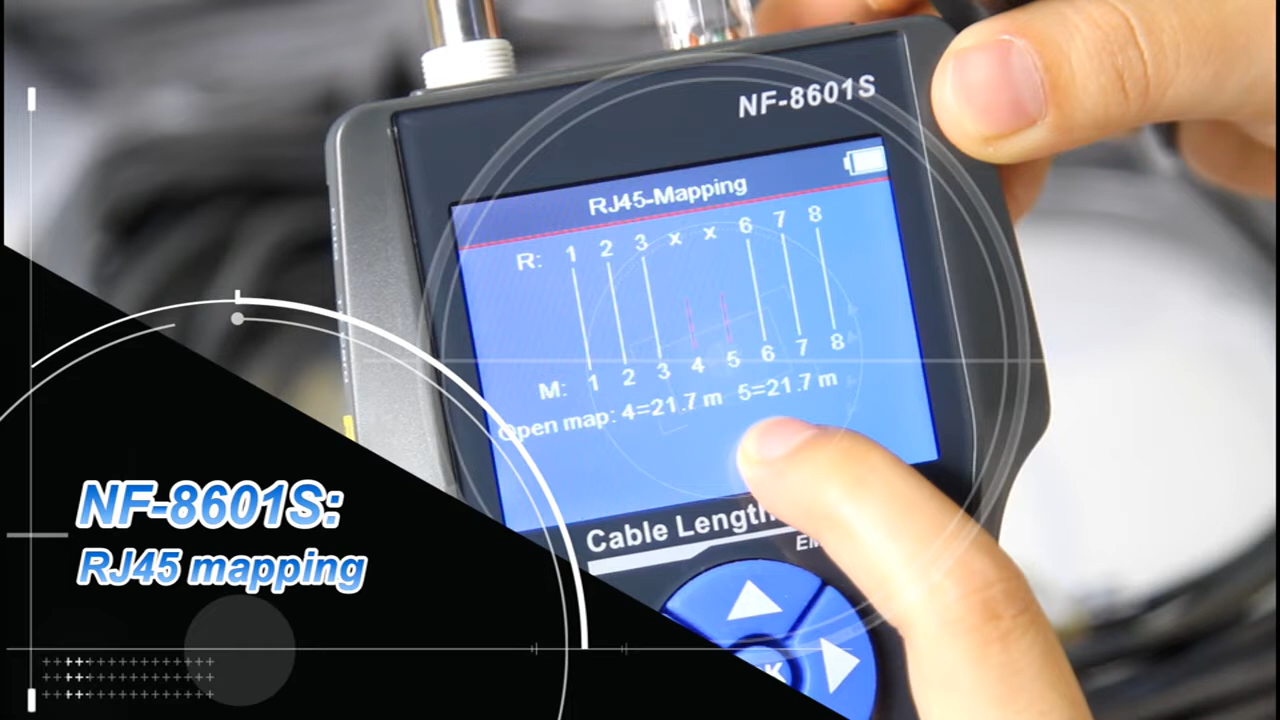 NF-8601S
RJ45-Mapping
R: 1 2 3 x x 6 7 8
M: 1 2 3 4 5 6 7 8
Open map: 4=21.7 m 5=21.7 m
Cable Length
NF-8601S:
RJ45 mapping